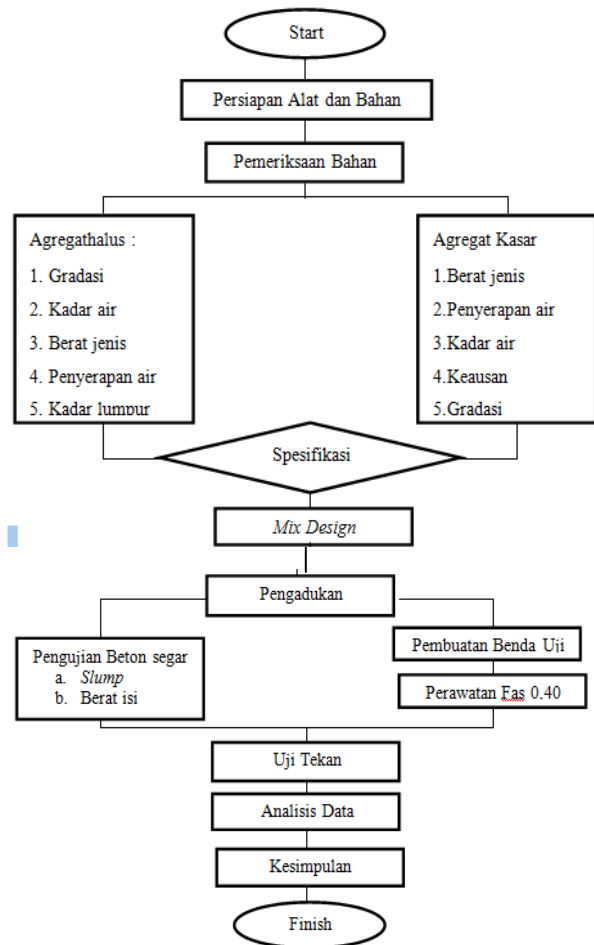 Start
Persiapan Alat dan Bahan
Pemeriksaan Bahan
Agregathalus :
1. Gradasi
2. Kadar air
3. Berat jenis
4. Penyerapan air
5. Kadar lumpur
Agregat Kasar
1.Berat jenis
2.Penyerapan air
3.Kadar air
4.Keausan
5.Gradasi
Spesifikasi
Mix Design
Pengadukan
Pengujian Beton segar
a. Slump
b. Berat isi
Pembuatan Benda Uji
Perawatan Fas 0,40
Uji Tekan
Analisis Data
Kesimpulan
Finish